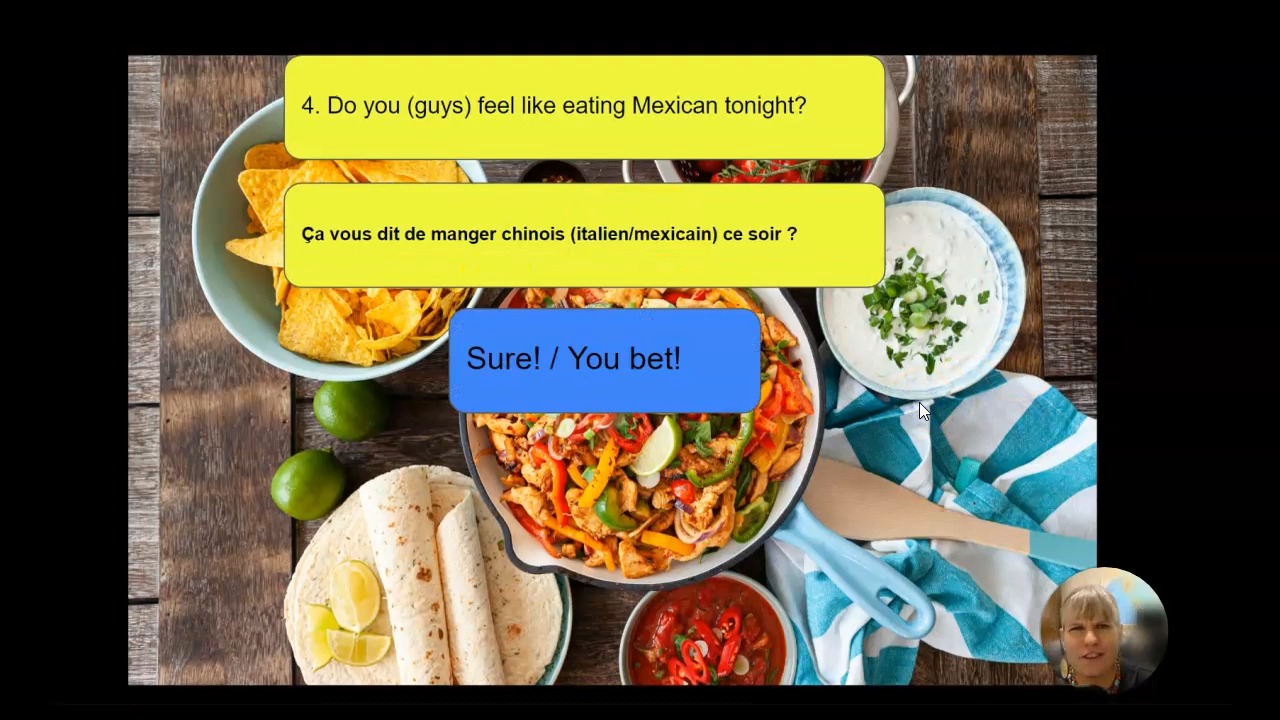 4. Do you (guys) feel like eating Mexican tonight?
Ça vous dit de manger chinois (italien/mexicain) ce soir ?
Sure! / You bet!